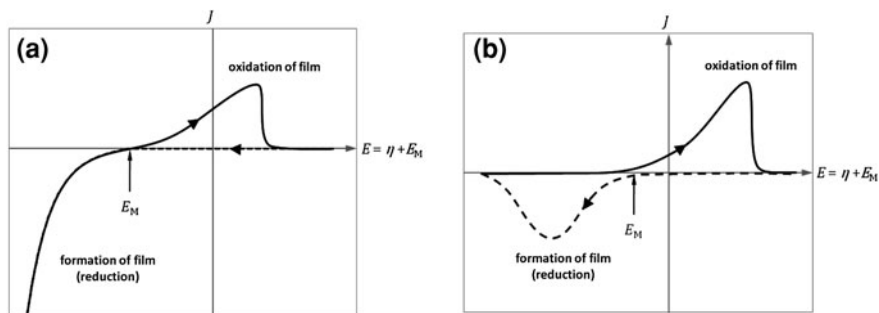 (a)
J
oxidation of film
E = η + E_M
E_M
formation of film
(reduction)
(b)
J
oxidation of film
E = η + E_M
E_M
formation of film
(reduction)